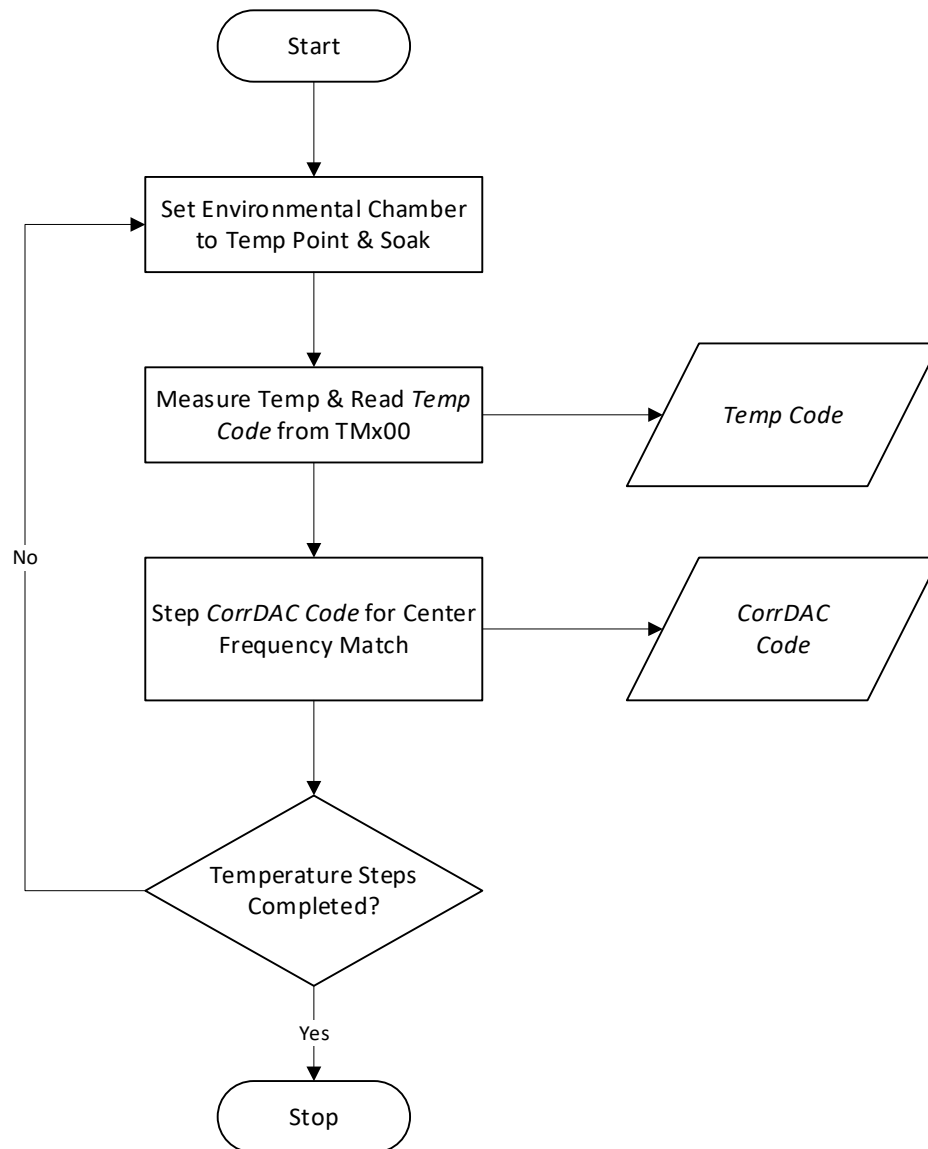 Start
Set Environmental Chamber
to Temp Point & Soak
Measure Temp & Read Temp
Code from TMx00
Temp Code
No
Step CorrDAC Code for Center
Frequency Match
CorrDAC
Code
Temperature Steps
Completed?
Yes
Stop